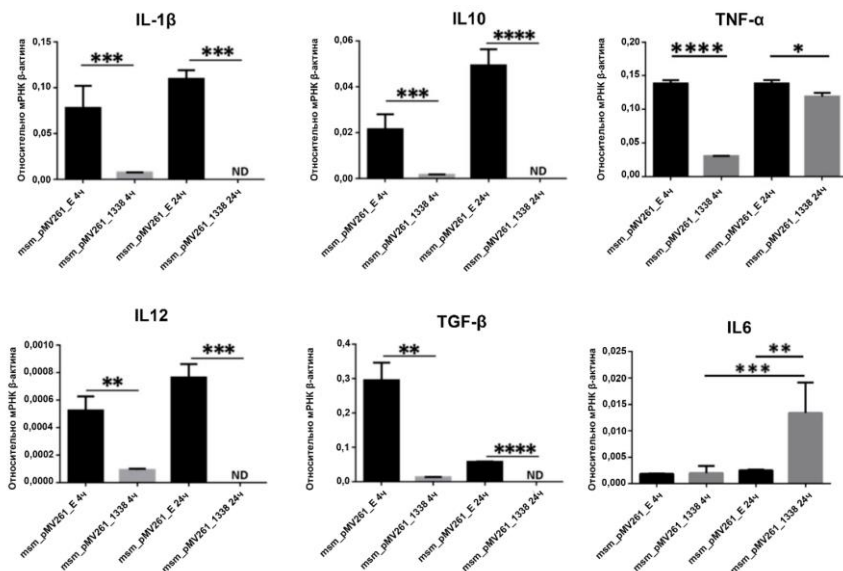 IL-1β
Относительно мРНК β-актина
0,15
0,10
0,05
0,00
***
***
ND
msm_pMV261_E 4ч
msm_pMV261_1338 4ч
msm_pMV261_E 24ч
msm_pMV261_1338 24ч
IL10
Относительно мРНК β-актина
0,06
0,04
0,02
0,00
***
****
ND
msm_pMV261_E 4ч
msm_pMV261_1338 4ч
msm_pMV261_E 24ч
msm_pMV261_1338 24ч
TNF-α
Относительно мРНК β-актина
0,20
0,15
0,10
0,05
0,00
****
*
msm_pMV261_E 4ч
msm_pMV261_1338 4ч
msm_pMV261_E 24ч
msm_pMV261_1338 24ч
IL12
Относительно мРНК β-актина
0,0010
0,0008
0,0006
0,0004
0,0002
0,0000
**
***
ND
msm_pMV261_E 4ч
msm_pMV261_1338 4ч
msm_pMV261_E 24ч
msm_pMV261_1338 24ч
TGF-β
Относительно мРНК β-актина
0,4
0,3
0,2
0,1
0,0
**
****
ND
msm_pMV261_E 4ч
msm_pMV261_1338 4ч
msm_pMV261_E 24ч
msm_pMV261_1338 24ч
IL6
Относительно мРНК β-актина
0,025
0,020
0,015
0,010
0,005
0,000
**
***
msm_pMV261_E 4ч
msm_pMV261_1338 4ч
msm_pMV261_E 24ч
msm_pMV261_1338 24ч